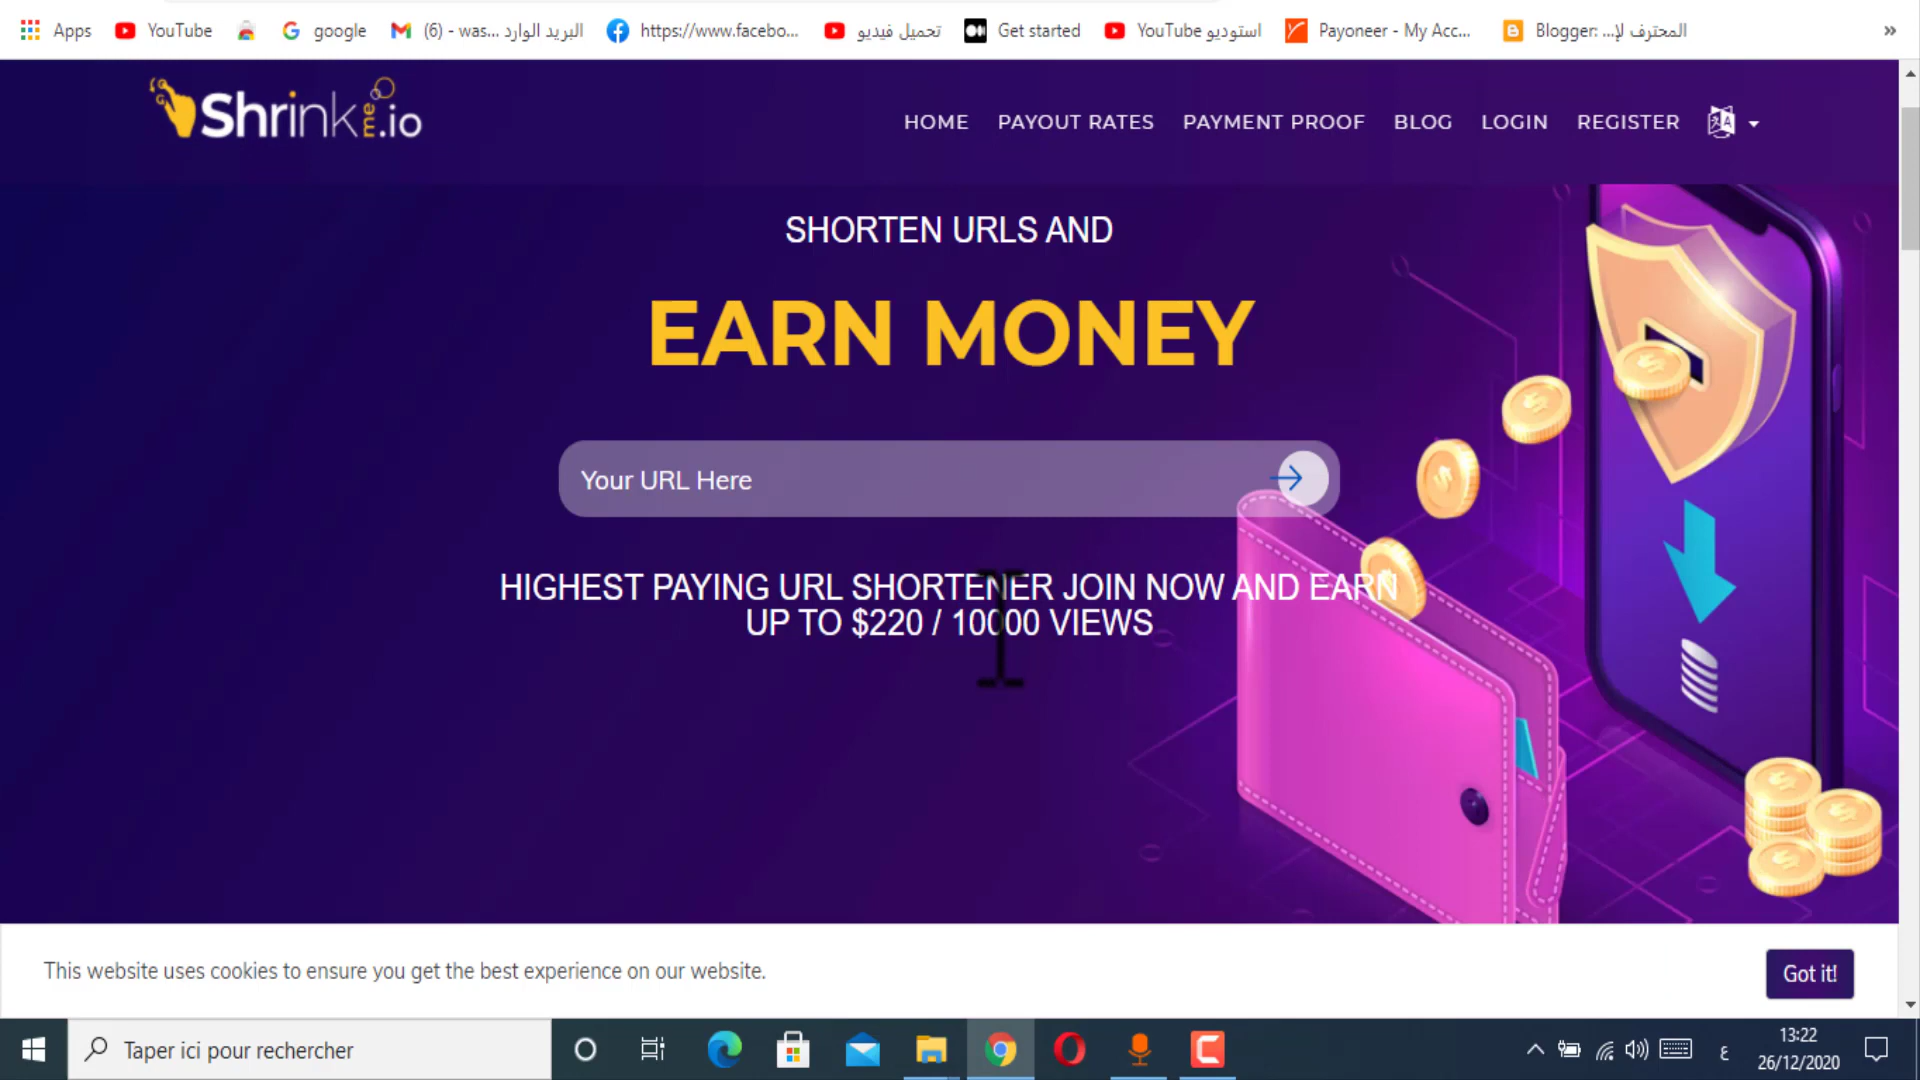 Apps
YouTube
google
(6) - was... البريد الوارد
https://www.facebo...
تحميل فيديو
Get started
استوديو YouTube
Payoneer - My Acc...
Blogger: ...المحترف لإ
»
Shrinkme.io
HOME
PAYOUT RATES
PAYMENT PROOF
BLOG
LOGIN
REGISTER
SHORTEN URLS AND
EARN MONEY
Your URL Here
HIGHEST PAYING URL SHORTENER JOIN NOW AND EARN
UP TO $220 / 10000 VIEWS
This website uses cookies to ensure you get the best experience on our website.
Got it!
Taper ici pour rechercher
ع
13:22
26/12/2020